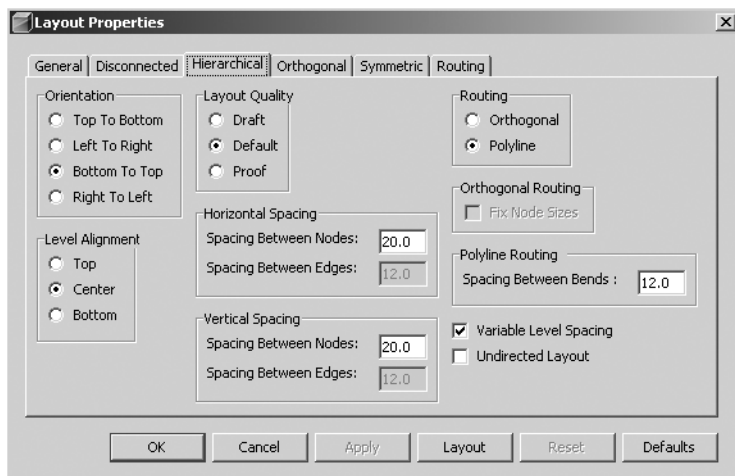 Layout Properties
General Disconnected Hierarchical Orthogonal Symmetric Routing
Orientation
Top To Bottom
Left To Right
Bottom To Top
Right To Left
Level Alignment
Top
Center
Bottom
Layout Quality
Draft
Default
Proof
Horizontal Spacing
Spacing Between Nodes: 20.0
Spacing Between Edges: 12.0
Vertical Spacing
Spacing Between Nodes: 20.0
Spacing Between Edges: 12.0
Routing
Orthogonal
Polyline
Orthogonal Routing
Fix Node Sizes
Polyline Routing
Spacing Between Bends : 12.0
Variable Level Spacing
Undirected Layout
OK Cancel Apply Layout Reset Defaults